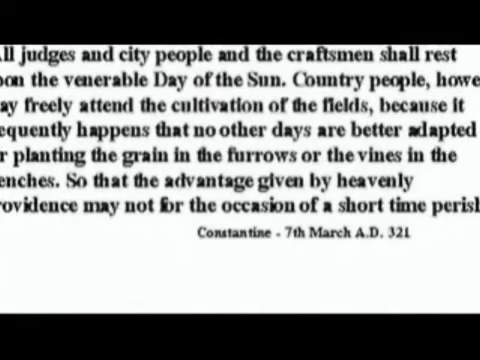 ll judges and city people and the craftsmen shall rest
pon the venerable Day of the Sun. Country people, howe
ay freely attend the cultivation of the fields, because it
equently happens that no other days are better adapted
r planting the grain in the furrows or the vines in the
enches. So that the advantage given by heavenly
rovidence may not for the occasion of a short time perish
Constantine - 7th March A.D. 321